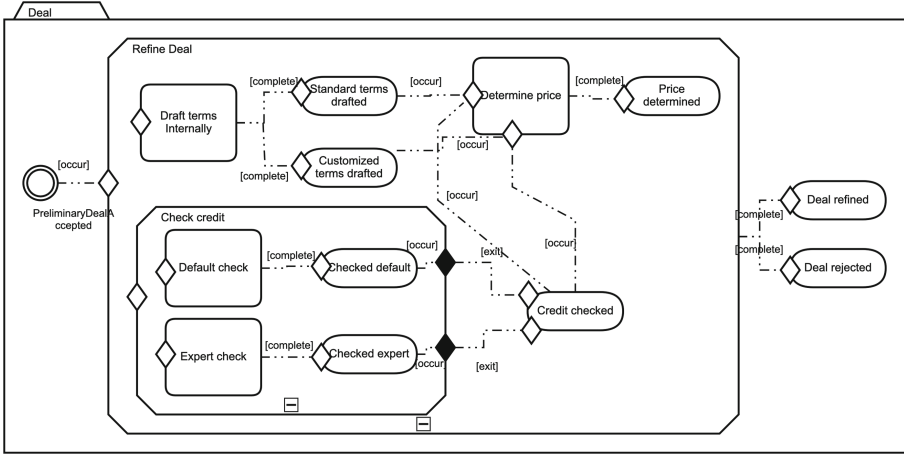 Deal
Refine Deal
[complete]
Standard terms
drafted
[occur]
Determine price
[complete]
Price
determined
Draft terms
Internally
[occur]
[complete]
Customized
terms drafted
[occur]
PreliminaryDealA
ccepted
[occur]
Deal refined
[complete]
[complete]
Deal rejected
Check credit
Default check
[complete]
Checked default
[occur]
[exit]
[occur]
Credit checked
Expert check
[complete]
Checked expert
[occur]
[exit]